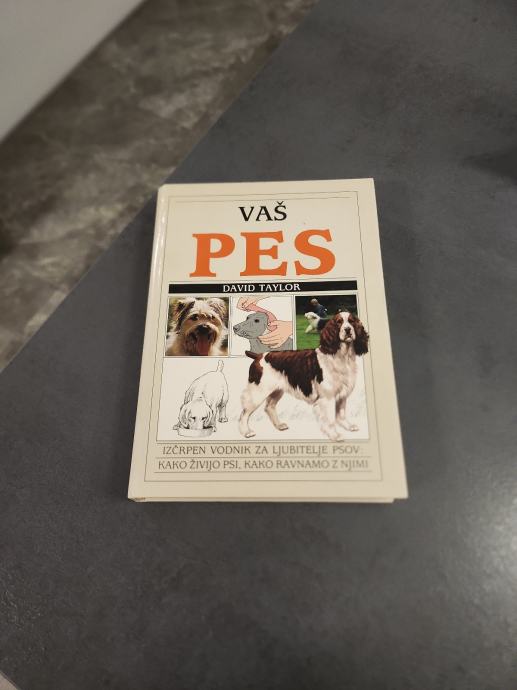 VAŠ
PES
DAVID TAYLOR
IZČRPEN VODNIK ZA LJUBITELJE PSOV:
KAKO ŽIVIJO PSI, KAKO RAVNAMO Z NJIMI